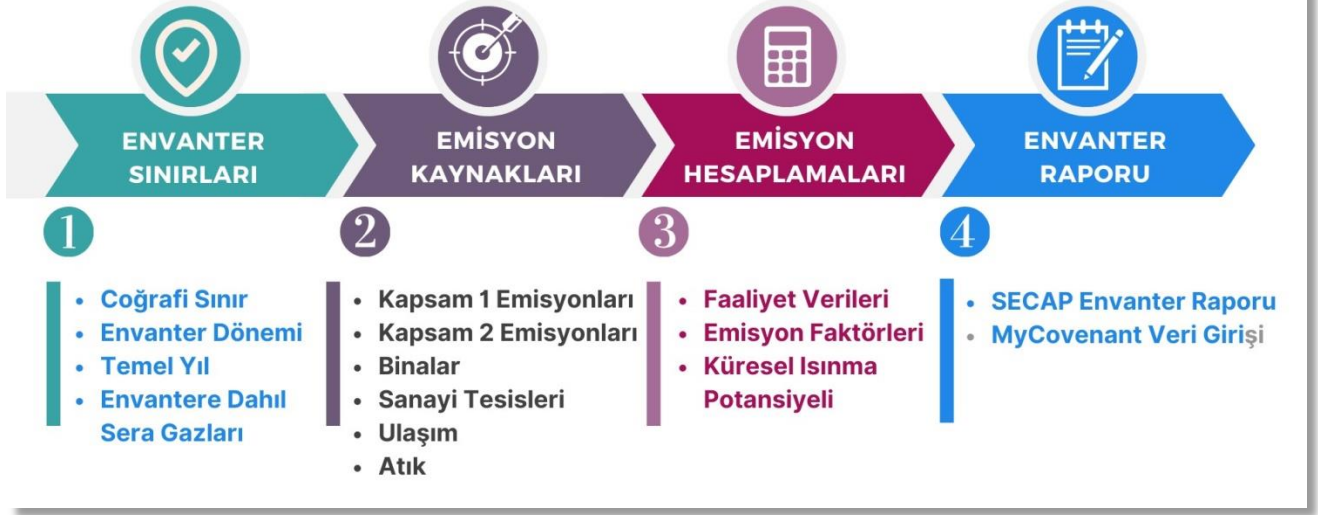 ENVANTER
SINIRLARI
EMİSYON
KAYNAKLARI
EMİSYON
HESAPLAMALARI
ENVANTER
RAPORU
1
• Coğrafi Sınır
• Envanter Dönemi
• Temel Yıl
• Envantere Dahıl
Sera Gazları
2
• Kapsam 1 Emisyonları
• Kapsam 2 Emisyonları
• Binalar
• Sanayi Tesisleri
• Ulaşım
• Atık
3
• Faaliyet Verileri
• Emisyon Faktörleri
• Küresel Isınma
Potansiyeli
4
• SECAP Envanter Raporu
• MyCovenant Veri Girişi